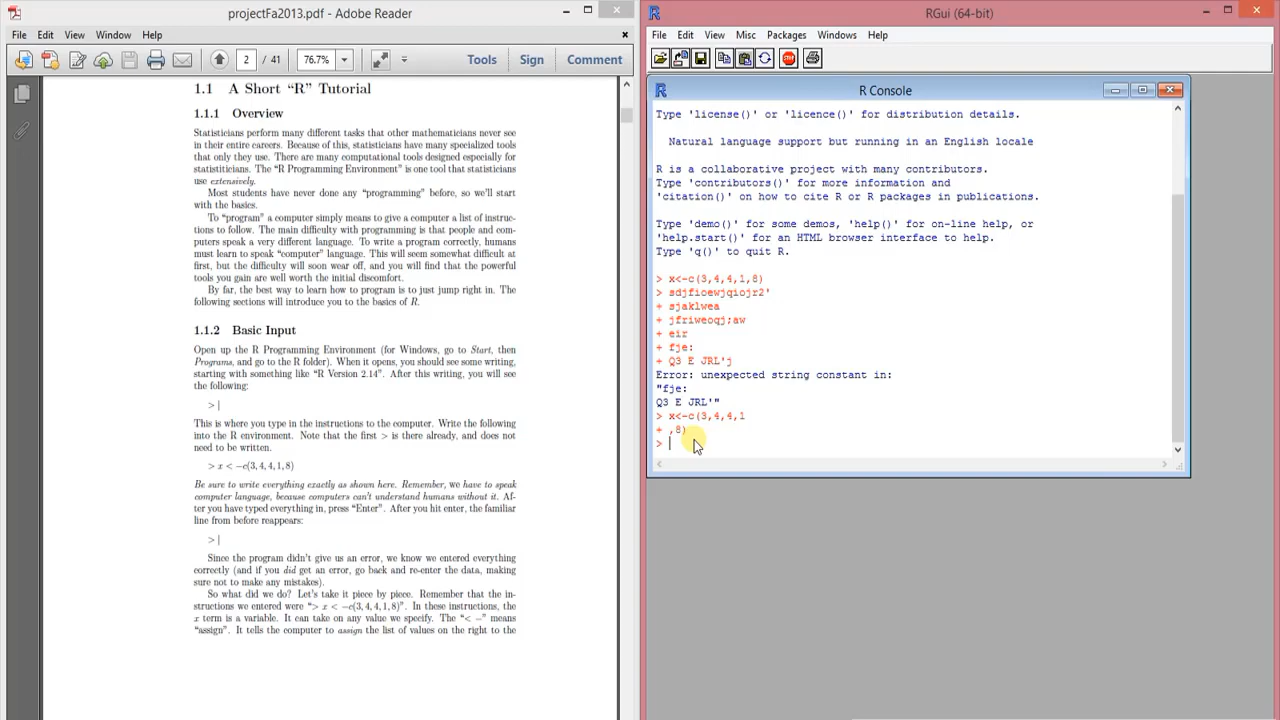 projectFa2013.pdf - Adobe Reader
File Edit View Window Help
2 / 41
76.7%
Tools
Sign
Comment
1.1 A Short “R” Tutorial
1.1.1 Overview
Statisticians perform many different tasks that other mathematicians never see
in their entire careers. Because of this, statisticians have many specialized tools
that only they use. There are many computational tools designed especially for
statistiticians. The “R Programming Environment” is one tool that statisticians
use extensively.
Most students have never done any “programming” before, so we'll start
with the basics.
To “program” a computer simply means to give a computer a list of instruc-
tions to follow. The main difficulty with programming is that people and com-
puters speak a very different language. To write a program correctly, humans
must learn to speak “computer” language. This will seem somewhat difficult at
first, but the difficulty will soon wear off, and you will find that the powerful
tools you gain are well worth the initial discomfort.
By far, the best way to learn how to program is to just jump right in. The
following sections will introduce you to the basics of R.
1.1.2 Basic Input
Open up the R Programming Environment (for Windows, go to Start, then
Programs, and go to the R folder). When it opens, you should see some writing,
starting with something like “R Version 2.14”. After this writing, you will see
the following:
> |
This is where you type in the instructions to the computer. Write the following
into the R environment. Note that the first > is there already, and does not
need to be written.
> x < −c(3, 4, 4, 1, 8)
Be sure to write everything exactly as shown here. Remember, we have to speak
computer language, because computers can't understand humans without it. Af-
ter you have typed everything in, press “Enter”. After you hit enter, the familiar
line from before reappears:
> |
Since the program didn't give us an error, we know we entered everything
correctly (and if you did get an error, go back and re-enter the data, making
sure not to make any mistakes).
So what did we do? Let's take it piece by piece. Remember that the in-
structions we entered were “> x < −c(3, 4, 4, 1, 8)”. In these instructions, the
x term is a variable. It can take on any value we specify. The “< −” means
“assign”. It tells the computer to assign the list of values on the right to the
RGui (64-bit)
File Edit View Misc Packages Windows Help
STOP
R Console
Type 'license()' or 'licence()' for distribution details.
Natural language support but running in an English locale
R is a collaborative project with many contributors.
Type 'contributors()' for more information and
'citation()' on how to cite R or R packages in publications.
Type 'demo()' for some demos, 'help()' for on-line help, or
'help.start()' for an HTML browser interface to help.
Type 'q()' to quit R.
> x<-c(3,4,4,1,8)
> sdjfioewjqiojr2'
+ sjaklwea
+ jfriweoqj;aw
+ eir
+ fje:
+ Q3 E JRL'j
Error: unexpected string constant in:
"fje:
Q3 E JRL'"
> x<-c(3,4,4,1
+ ,8)
> |